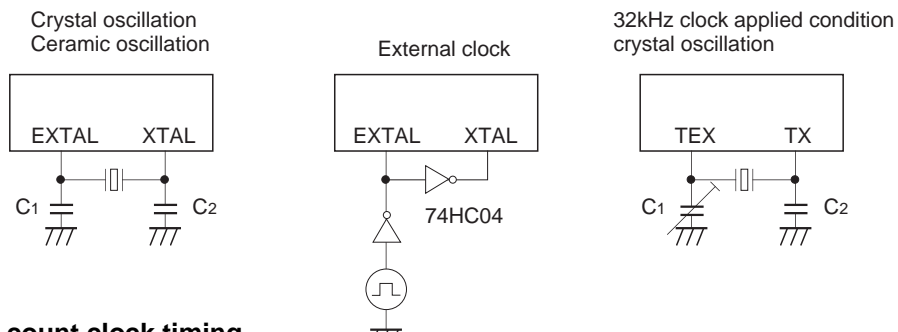 Crystal oscillation
Ceramic oscillation
EXTAL XTAL
C1 C2
External clock
EXTAL XTAL
74HC04
32kHz clock applied condition
crystal oscillation
TEX TX
C1 C2
count clock timing